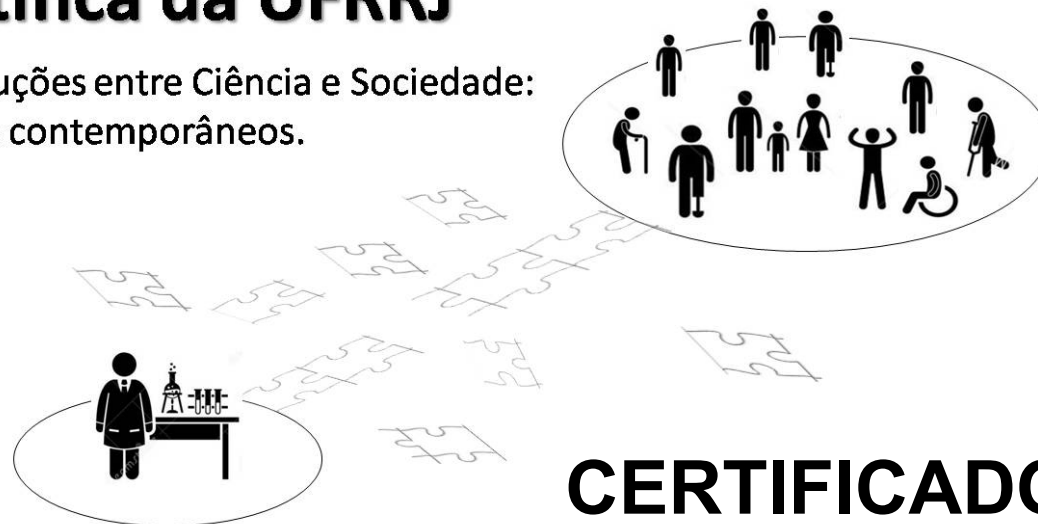 tífica da UFRRJ
uções entre Ciência e Sociedade:
contemporâneos.
CERTIFICADO